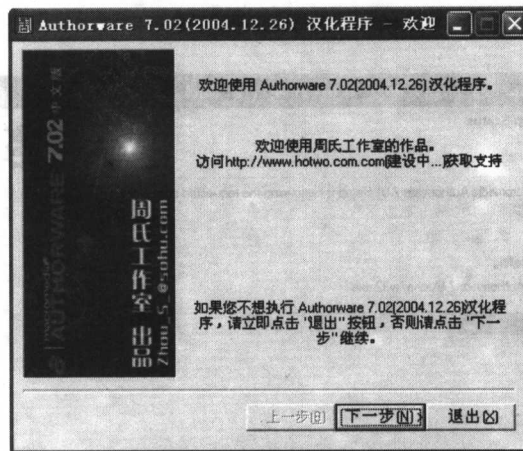 Authorware 7.02(2004.12.26) 汉化程序 - 欢迎
欢迎使用 Authorware 7.02(2004.12.26) 汉化程序。
欢迎使用周氏工作室的作品。
访问http://www.hotwo.com.com[建设中...]获取支持
AUTHORWARE 7.02 中文版
周氏工作室 出品
Zhou_S_@sohu.com
如果您不想执行 Authorware 7.02(2004.12.26)汉化程
序，请立即点击 "退出" 按钮，否则请点击 "下一
步" 继续。
上一步(B)
下一步(N)
退出(X)